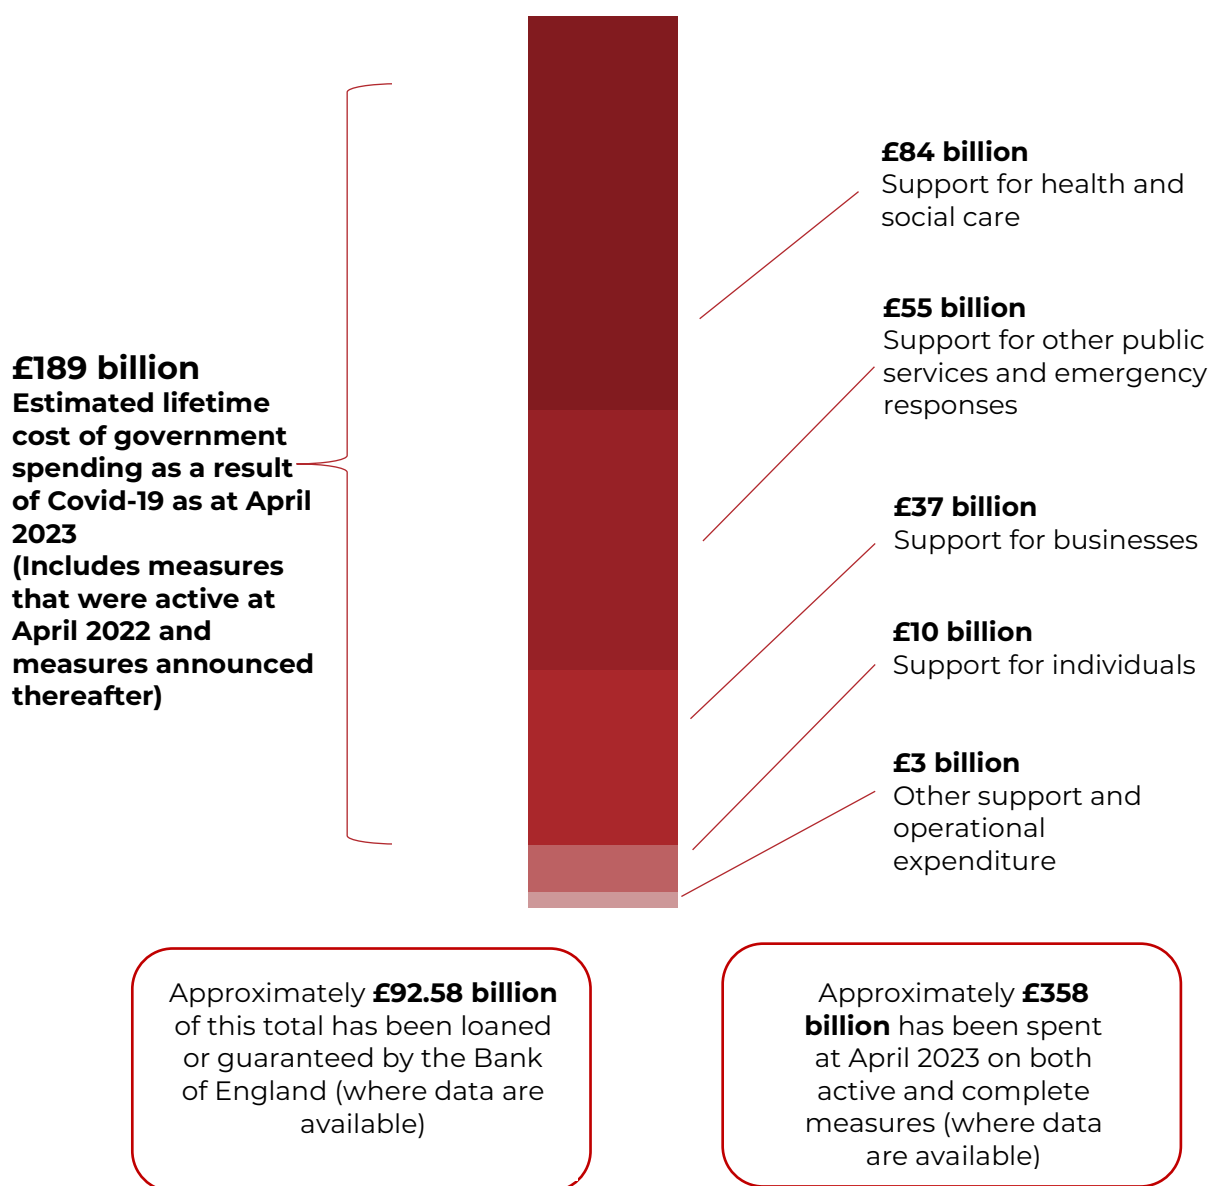 £84 billion
Support for health and
social care
£55 billion
Support for other public
services and emergency
responses
£189 billion
Estimated lifetime
cost of government
spending as a result
of Covid-19 as at April
2023
(Includes measures
that were active at
April 2022 and
measures announced
thereafter)
£37 billion
Support for businesses
£10 billion
Support for individuals
£3 billion
Other support and
operational
expenditure
Approximately £92.58 billion
of this total has been loaned
or guaranteed by the Bank
of England (where data are
available)
Approximately £358
billion has been spent
at April 2023 on both
active and complete
measures (where data
are available)